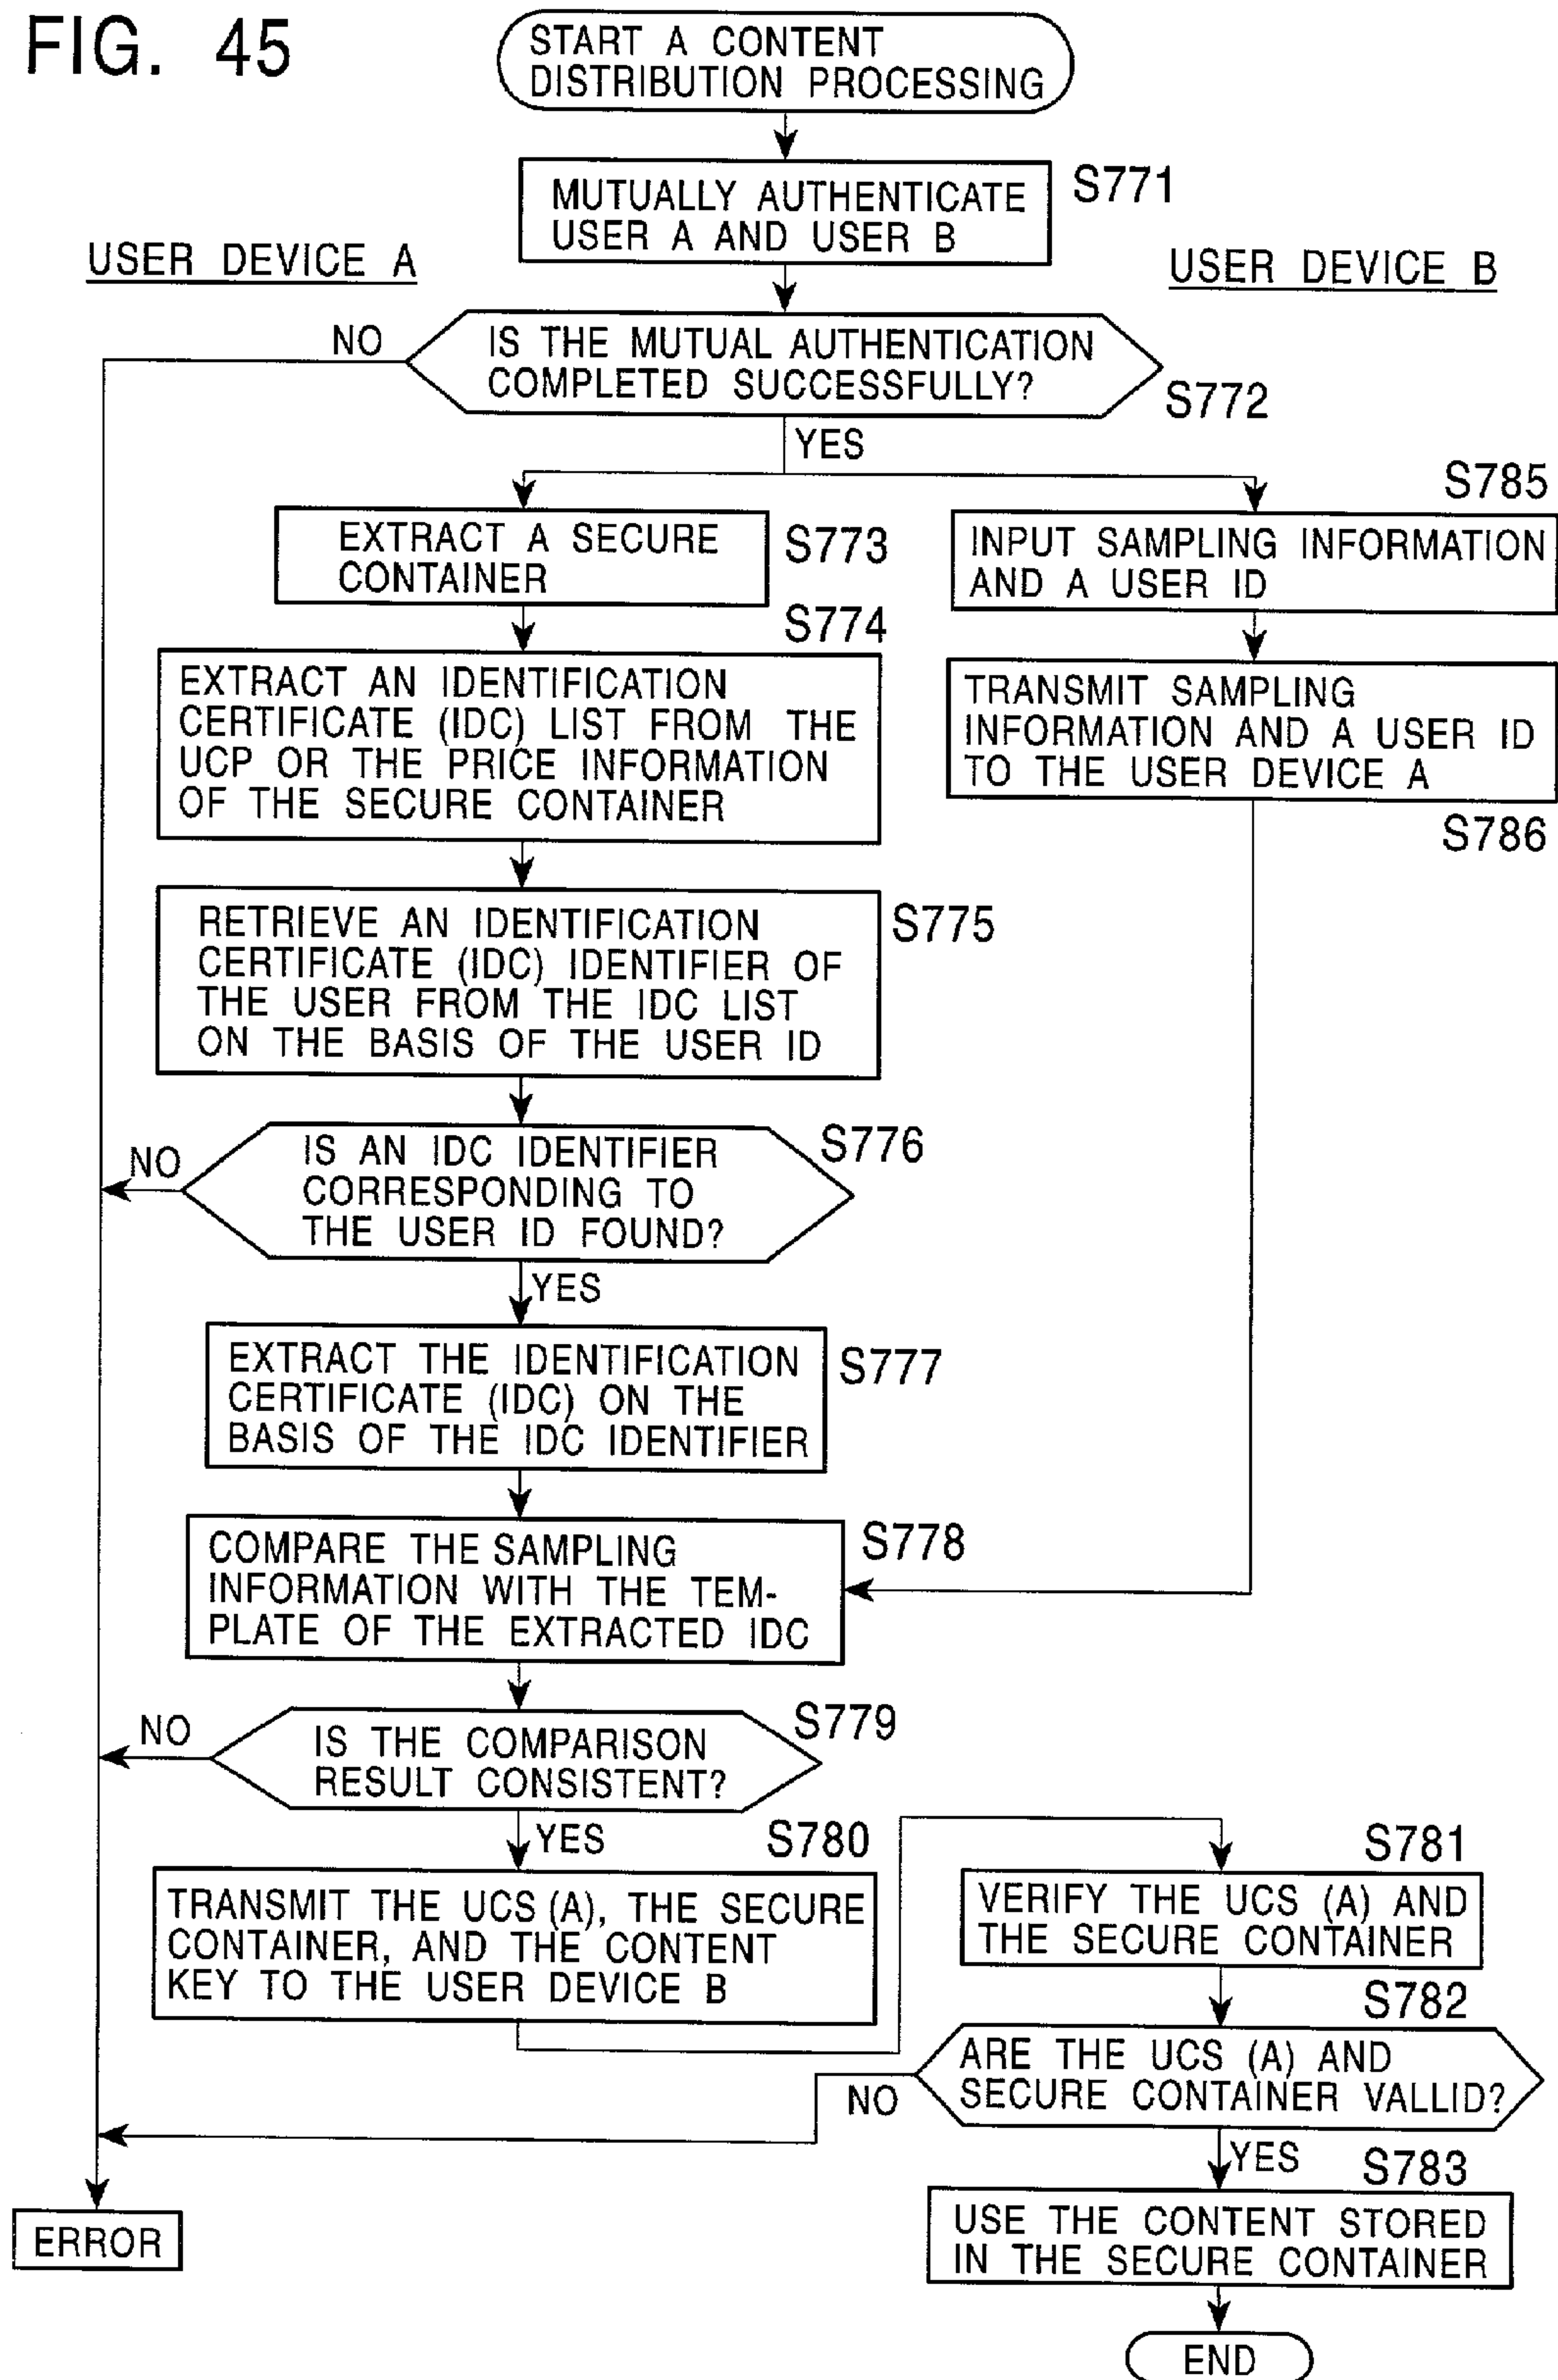 FIG. 45
START A CONTENT
DISTRIBUTION PROCESSING
MUTUALLY AUTHENTICATE
USER A AND USER B
S771
USER DEVICE A
USER DEVICE B
NO
IS THE MUTUAL AUTHENTICATION
COMPLETED SUCCESSFULLY?
S772
YES
EXTRACT A SECURE
CONTAINER
S773
S785
INPUT SAMPLING INFORMATION
AND A USER ID
S774
EXTRACT AN IDENTIFICATION
CERTIFICATE (IDC) LIST FROM THE
UCP OR THE PRICE INFORMATION
OF THE SECURE CONTAINER
TRANSMIT SAMPLING
INFORMATION AND A USER ID
TO THE USER DEVICE A
S786
RETRIEVE AN IDENTIFICATION
CERTIFICATE (IDC) IDENTIFIER OF
THE USER FROM THE IDC LIST
ON THE BASIS OF THE USER ID
S775
NO
IS AN IDC IDENTIFIER
CORRESPONDING TO
THE USER ID FOUND?
S776
YES
EXTRACT THE IDENTIFICATION
CERTIFICATE (IDC) ON THE
BASIS OF THE IDC IDENTIFIER
S777
COMPARE THE SAMPLING
INFORMATION WITH THE TEM-
PLATE OF THE EXTRACTED IDC
S778
NO
IS THE COMPARISON
RESULT CONSISTENT?
S779
YES
S780
TRANSMIT THE UCS (A), THE SECURE
CONTAINER, AND THE CONTENT
KEY TO THE USER DEVICE B
S781
VERIFY THE UCS (A) AND
THE SECURE CONTAINER
S782
ARE THE UCS (A) AND
SECURE CONTAINER VALLID?
NO
YES
S783
USE THE CONTENT STORED
IN THE SECURE CONTAINER
ERROR
END